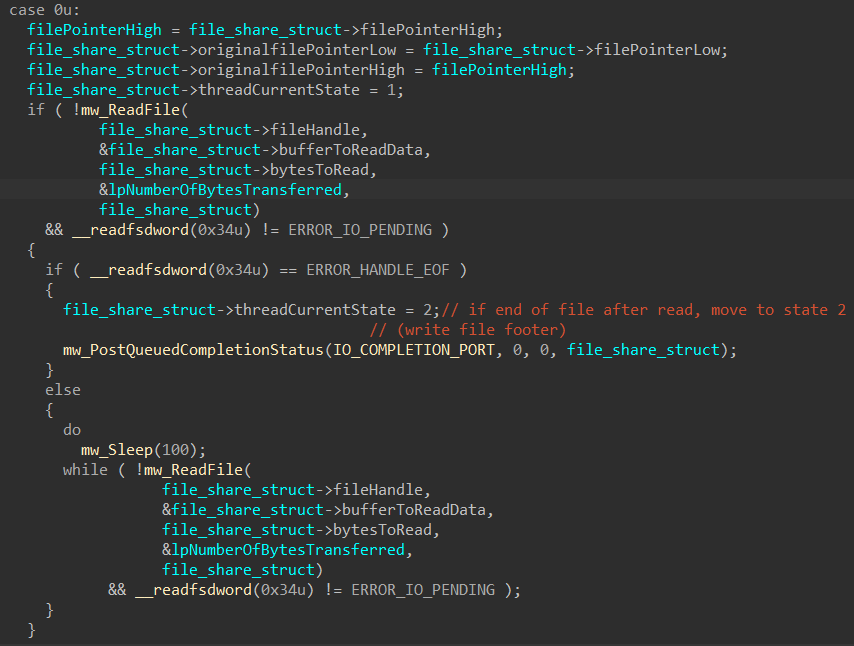 case 0u:
filePointerHigh = file_share_struct->filePointerHigh;
file_share_struct->originalfilePointerLow = file_share_struct->filePointerLow;
file_share_struct->originalfilePointerHigh = filePointerHigh;
file_share_struct->threadCurrentState = 1;
if ( !mw_ReadFile(
file_share_struct->fileHandle,
&file_share_struct->bufferToReadData,
file_share_struct->bytesToRead,
&lpNumberOfBytesTransferred,
file_share_struct)
&& __readfsdword(0x34u) != ERROR_IO_PENDING )
{
if ( __readfsdword(0x34u) == ERROR_HANDLE_EOF )
{
file_share_struct->threadCurrentState = 2;// if end of file after read, move to state 2
// (write file footer)
mw_PostQueuedCompletionStatus(IO_COMPLETION_PORT, 0, 0, file_share_struct);
}
else
{
do
mw_Sleep(100);
while ( !mw_ReadFile(
file_share_struct->fileHandle,
&file_share_struct->bufferToReadData,
file_share_struct->bytesToRead,
&lpNumberOfBytesTransferred,
file_share_struct)
&& __readfsdword(0x34u) != ERROR_IO_PENDING );
}
}